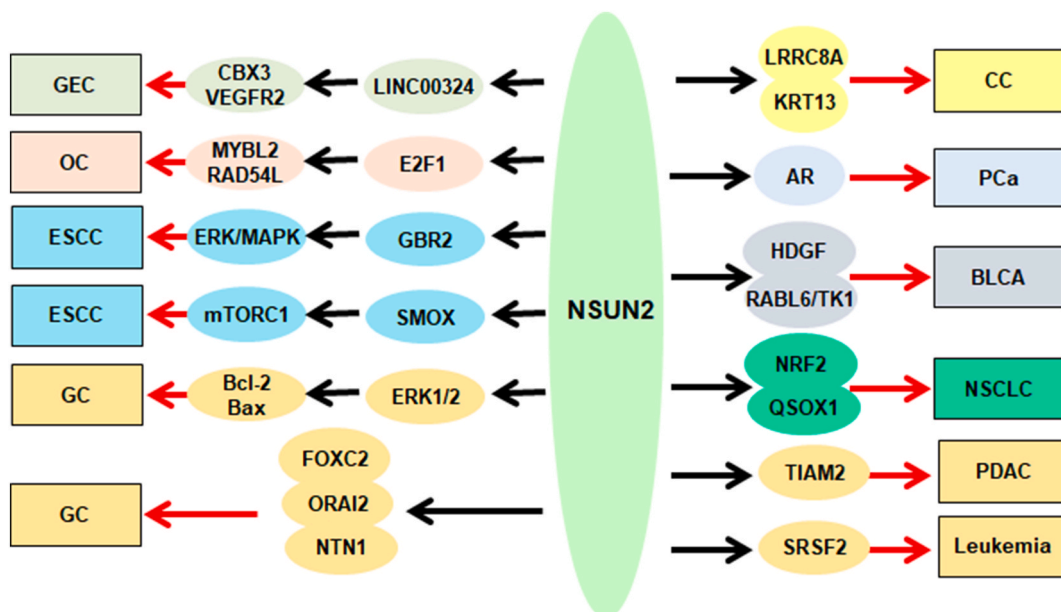 GEC
CBX3
VEGFR2
LINC00324
OC
MYBL2
RAD54L
E2F1
ESCC
ERK/MAPK
GBR2
ESCC
mTORC1
SMOX
GC
Bcl-2
Bax
ERK1/2
GC
FOXC2
ORAI2
NTN1
NSUN2
LRRC8A
KRT13
CC
AR
PCa
HDGF
RABL6/TK1
BLCA
NRF2
QSOX1
NSCLC
TIAM2
PDAC
SRSF2
Leukemia